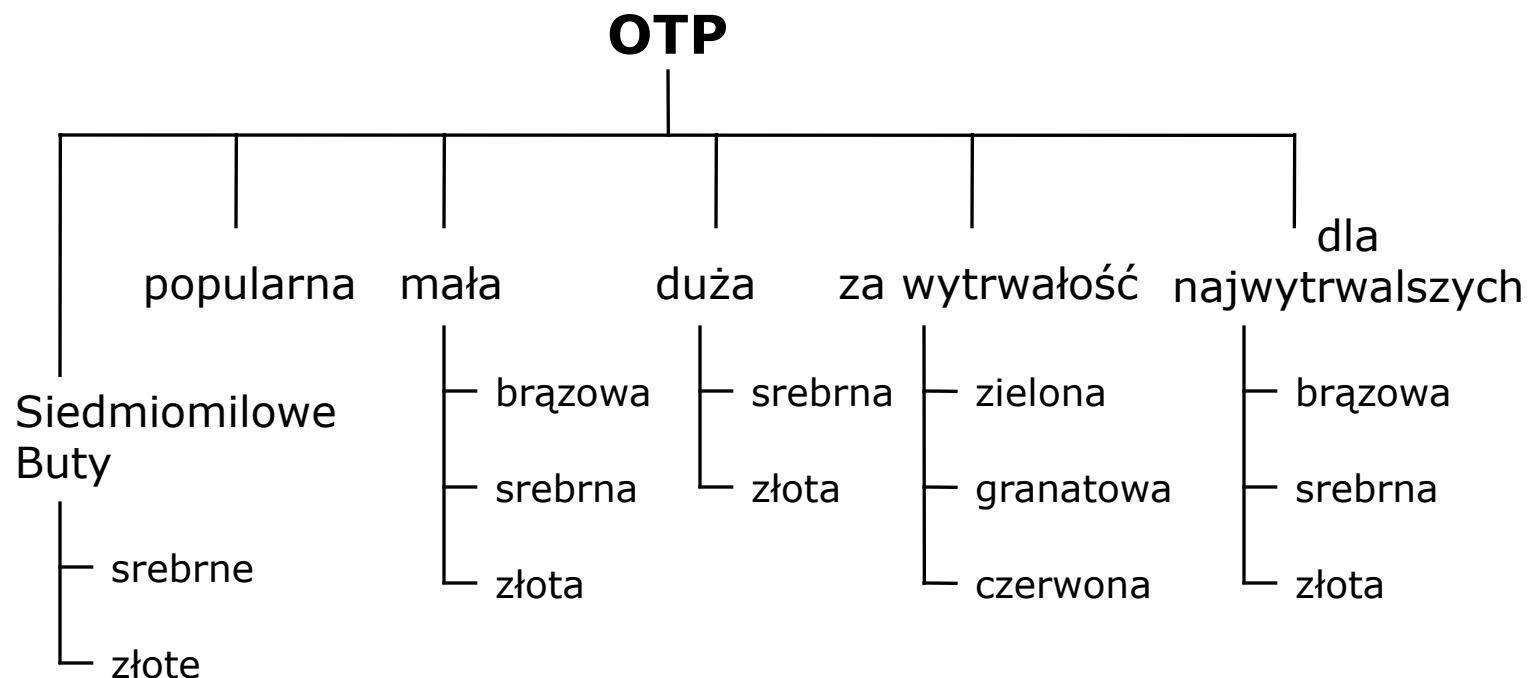 OTP
Siedmiomilowe
Buty
srebrne
złote
popularna
mała
brązowa
srebrna
złota
duża
srebrna
złota
za wytrwałość
zielona
granatowa
czerwona
dla
najwytrwalszych
brązowa
srebrna
złota